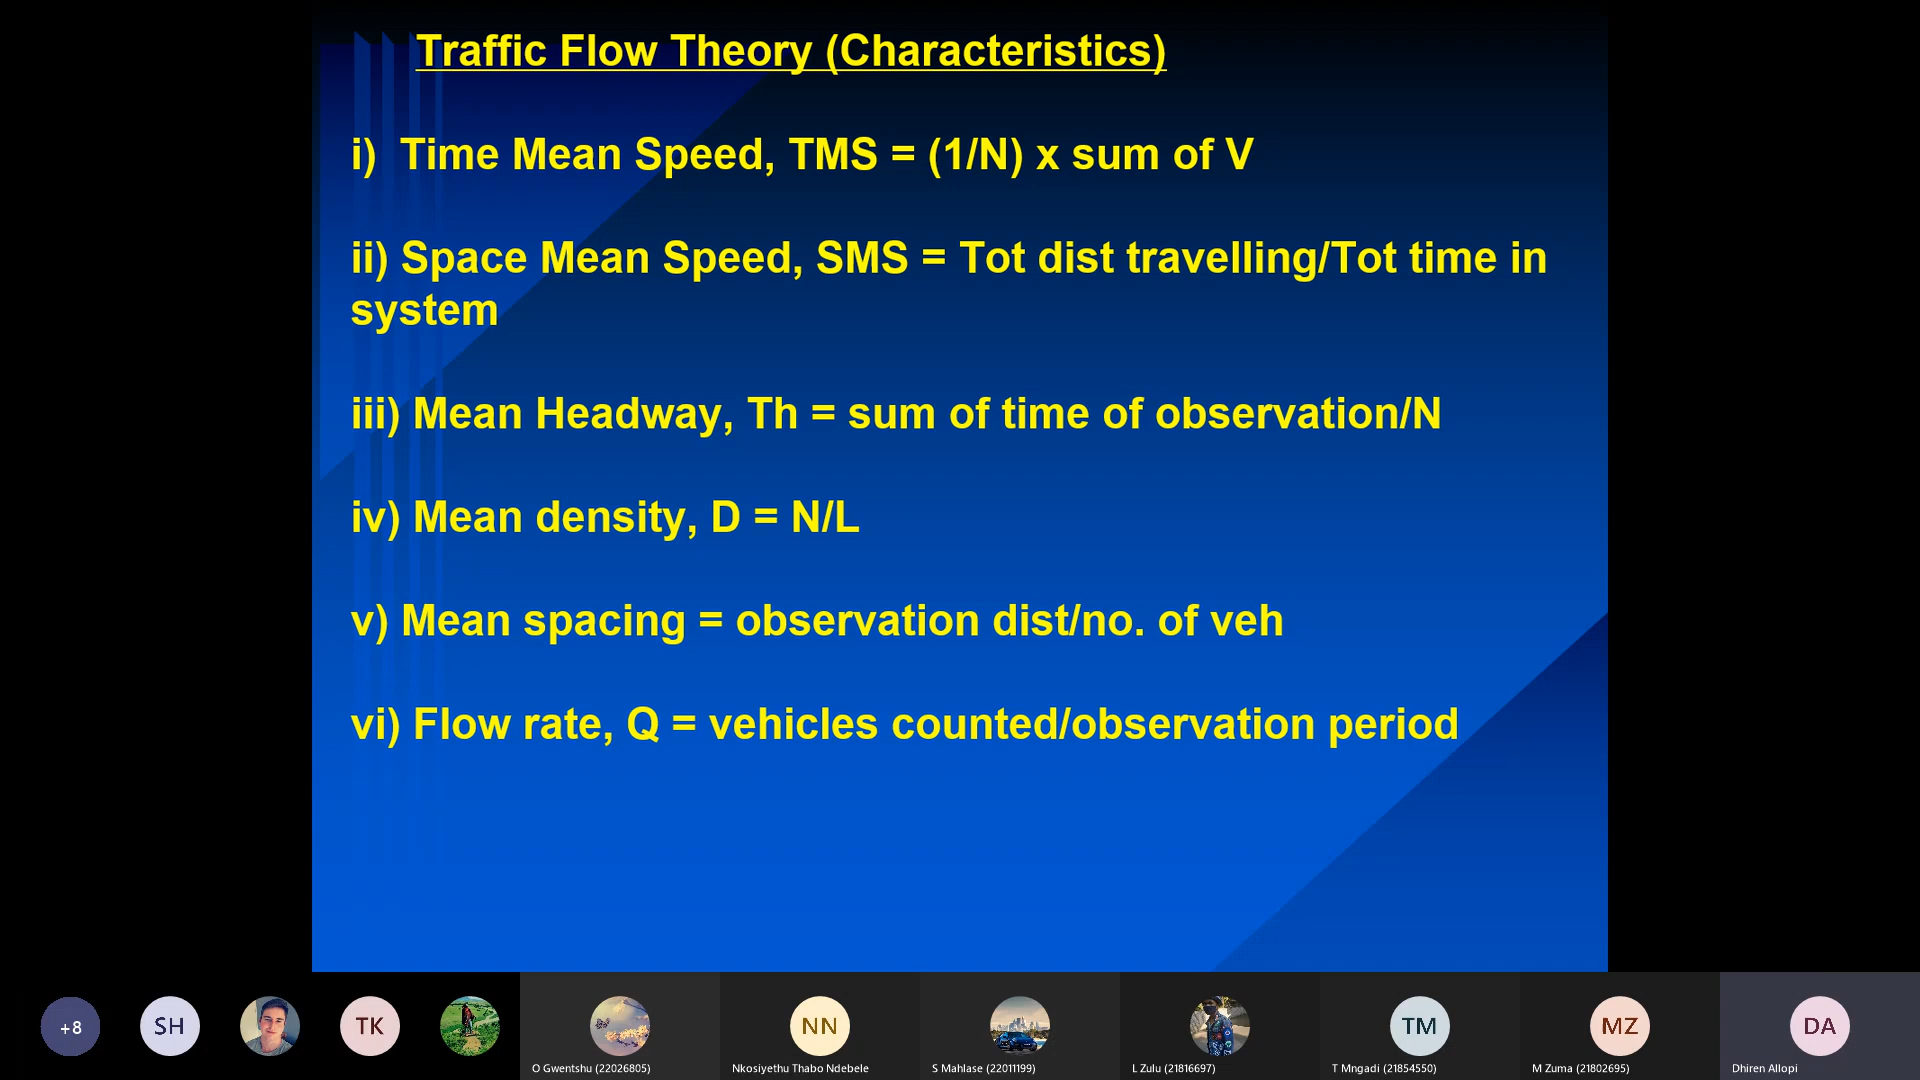 Traffic Flow Theory (Characteristics)
i) Time Mean Speed, TMS = (1/N) x sum of V
ii) Space Mean Speed, SMS = Tot dist travelling/Tot time in
system
iii) Mean Headway, Th = sum of time of observation/N
iv) Mean density, D = N/L
v) Mean spacing = observation dist/no. of veh
vi) Flow rate, Q = vehicles counted/observation period
+8
SH
TK
NN
TM
MZ
DA
O Gwentshu (22026805)
Nkosiyethu Thabo Ndebele
S Mahlase (22011199)
L Zulu (21816697)
T Mngadi (21854550)
M Zuma (21802695)
Dhiren Allopi